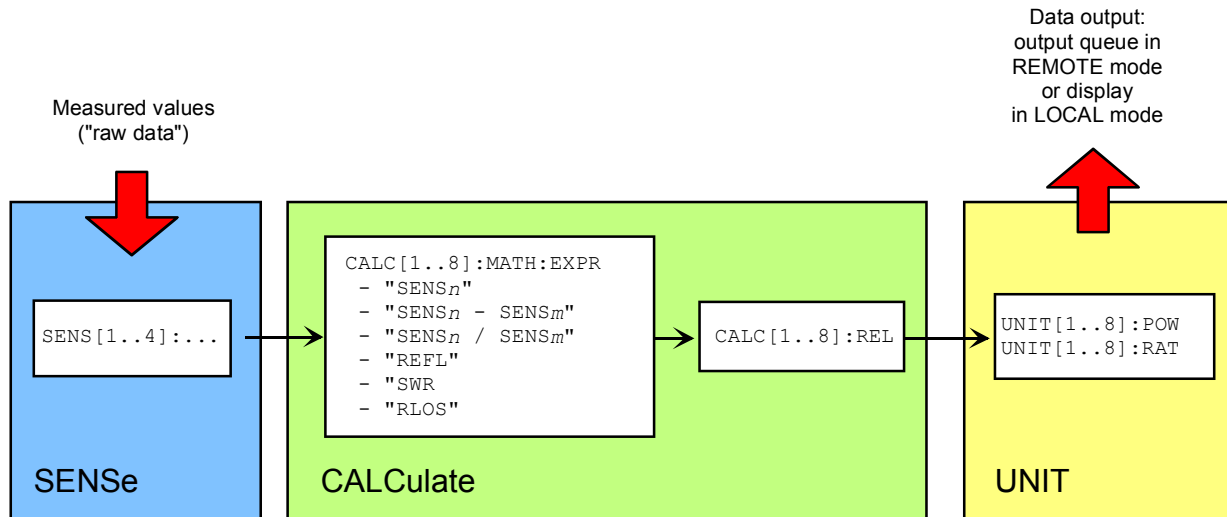 Measured values
("raw data")
Data output:
output queue in
REMOTE mode
or display
in LOCAL mode
SENS[1..4]:...
SENSe
CALC[1..8]:MATH:EXPR
- "SENSn"
- "SENSn - SENSm"
- "SENSn / SENSm"
- "REFL"
- "SWR
- "RLOS"
CALC[1..8]:REL
CALCulate
UNIT[1..8]:POW
UNIT[1..8]:RAT
UNIT